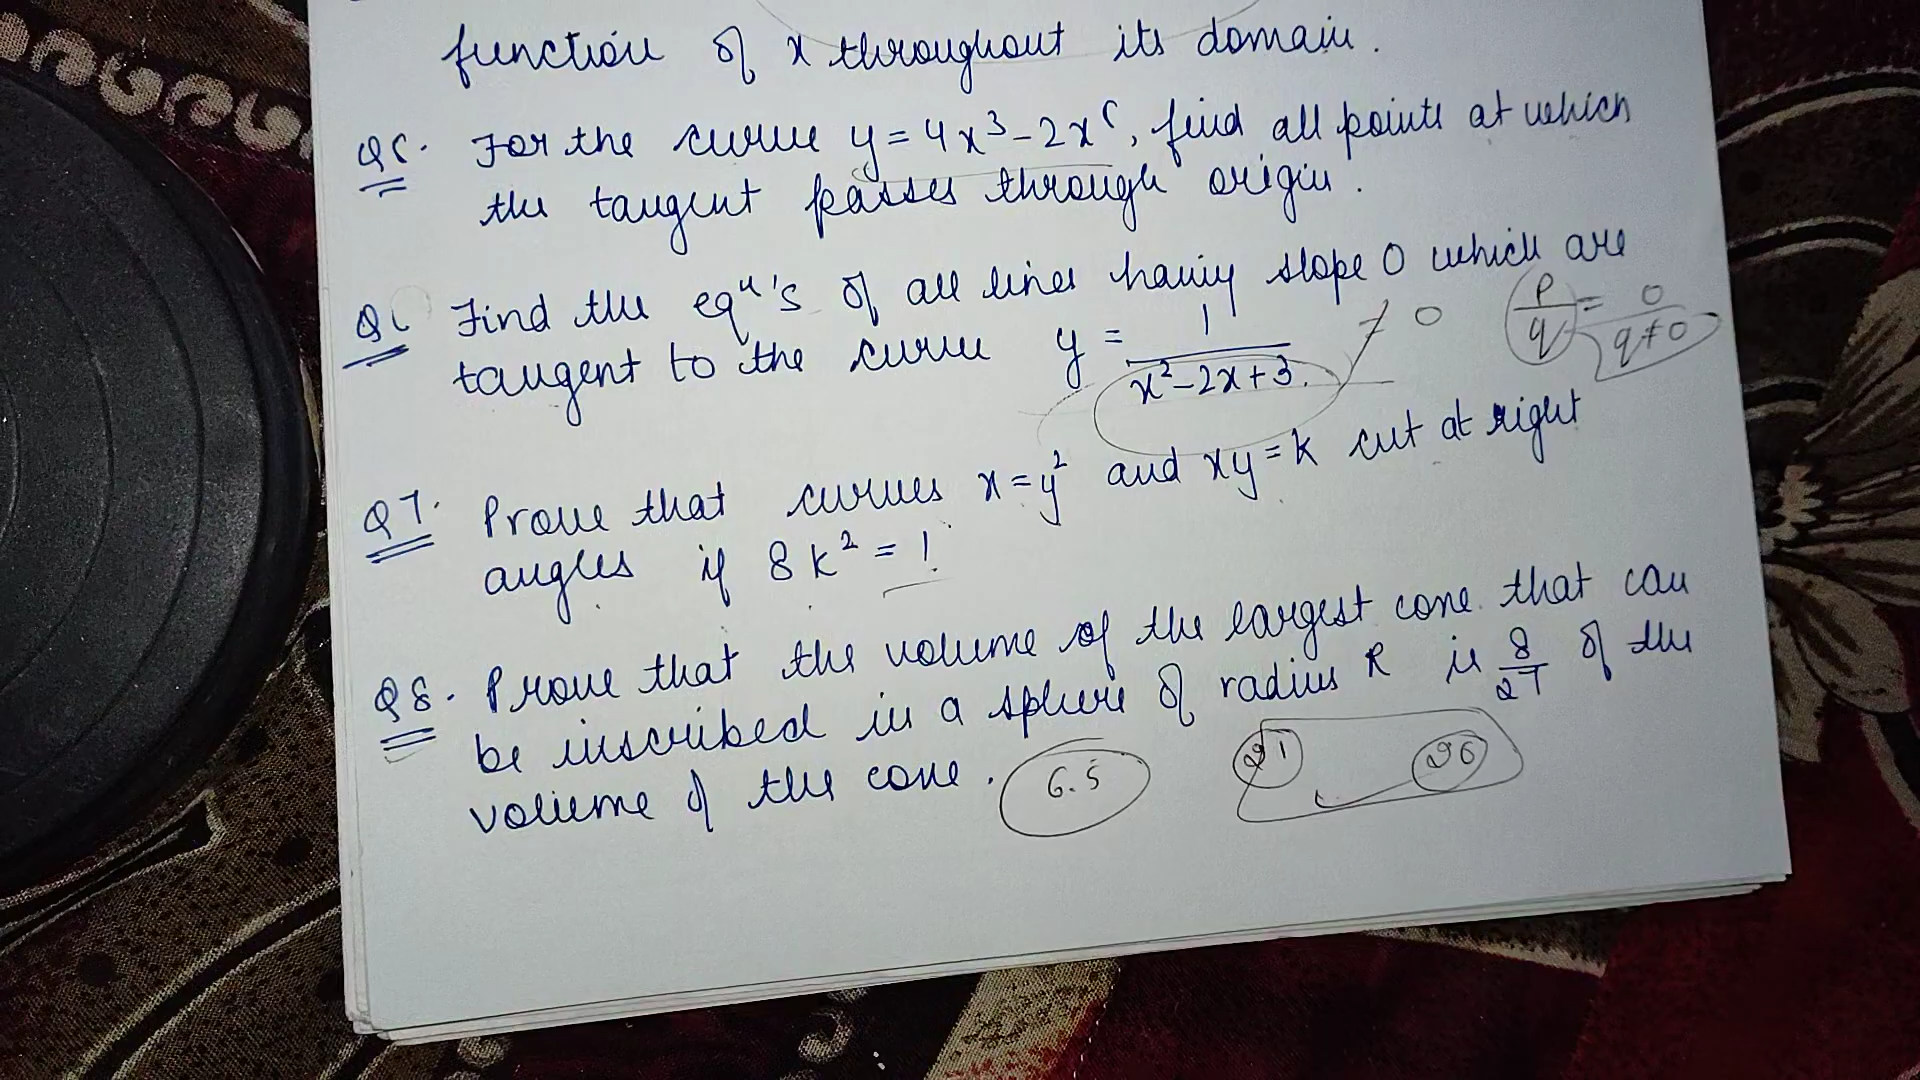 function of x throughout its domain.
Q5. For the curve y = 4x³ - 2x⁵, find all points at which
the tangent passes through origin.
Q6 Find the eqⁿ's of all lines having slope 0 which are
tangent to the curve y = 1/(x² - 2x + 3). ≠ 0 p/q = 0/q≠0
Q7. Prove that curves x = y² and xy = k cut at right
angles if 8k² = 1.
Q8. Prove that the volume of the largest cone that can
be inscribed in a sphere of radius R is 8/27 of the
volume of the cone. 6.5 21 26